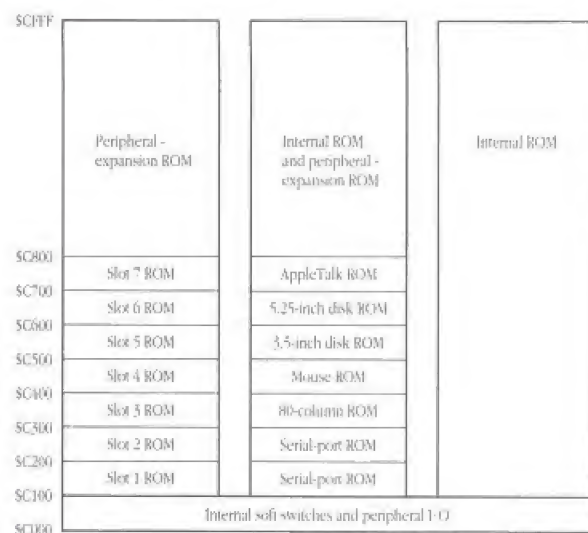 $CFFF
Peripheral -
expansion ROM
Internal ROM
and peripheral -
expansion ROM
Internal ROM
$C800
Slot 7 ROM
AppleTalk ROM
$C700
Slot 6 ROM
5.25-inch disk ROM
$C600
Slot 5 ROM
3.5-inch disk ROM
$C500
Slot 4 ROM
Mouse ROM
$C400
Slot 3 ROM
80-column ROM
$C300
Slot 2 ROM
Serial-port ROM
$C200
Slot 1 ROM
Serial-port ROM
$C100
Internal soft switches and peripheral I/O
$C000